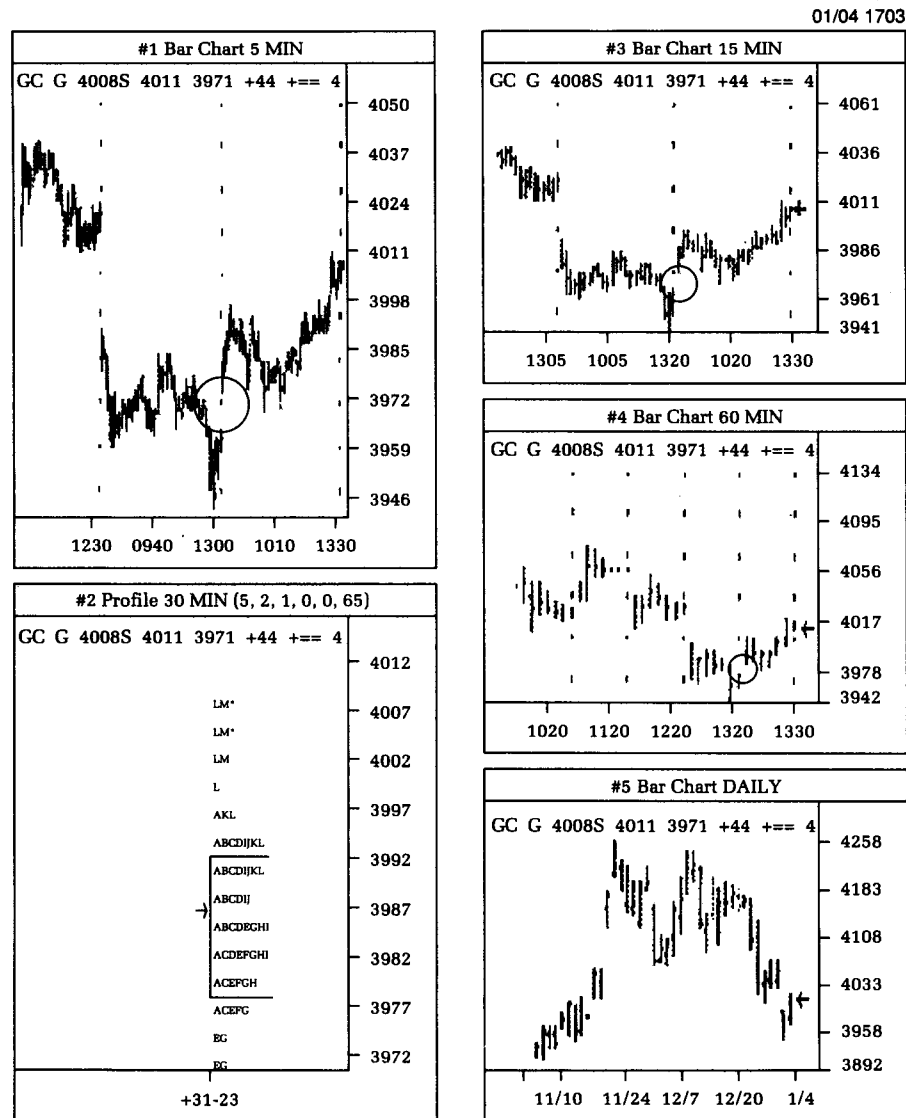 01/04 1703
#1 Bar Chart 5 MIN
GC G 4008S 4011 3971 +44 +== 4
4050
4037
4024
4011
3998
3985
3972
3959
3946
1230 0940 1300 1010 1330
#2 Profile 30 MIN (5, 2, 1, 0, 0, 65)
GC G 4008S 4011 3971 +44 +== 4
4012
LM* 4007
LM*
LM 4002
L
AKL 3997
ABCDIJKL
3992
ABCDIJKL
ABCDIJ 3987
ABCDEGHI
ACDEFGHI 3982
ACEFGH
ACEFG 3977
EG
EG 3972
+31-23
#3 Bar Chart 15 MIN
GC G 4008S 4011 3971 +44 +== 4
4061
4036
4011
3986
3961
3941
1305 1005 1320 1020 1330
#4 Bar Chart 60 MIN
GC G 4008S 4011 3971 +44 +== 4
4134
4095
4056
4017
3978
3942
1020 1120 1220 1320 1330
#5 Bar Chart DAILY
GC G 4008S 4011 3971 +44 +== 4
4258
4183
4108
4033
3958
3892
11/10 11/24 12/7 12/20 1/4